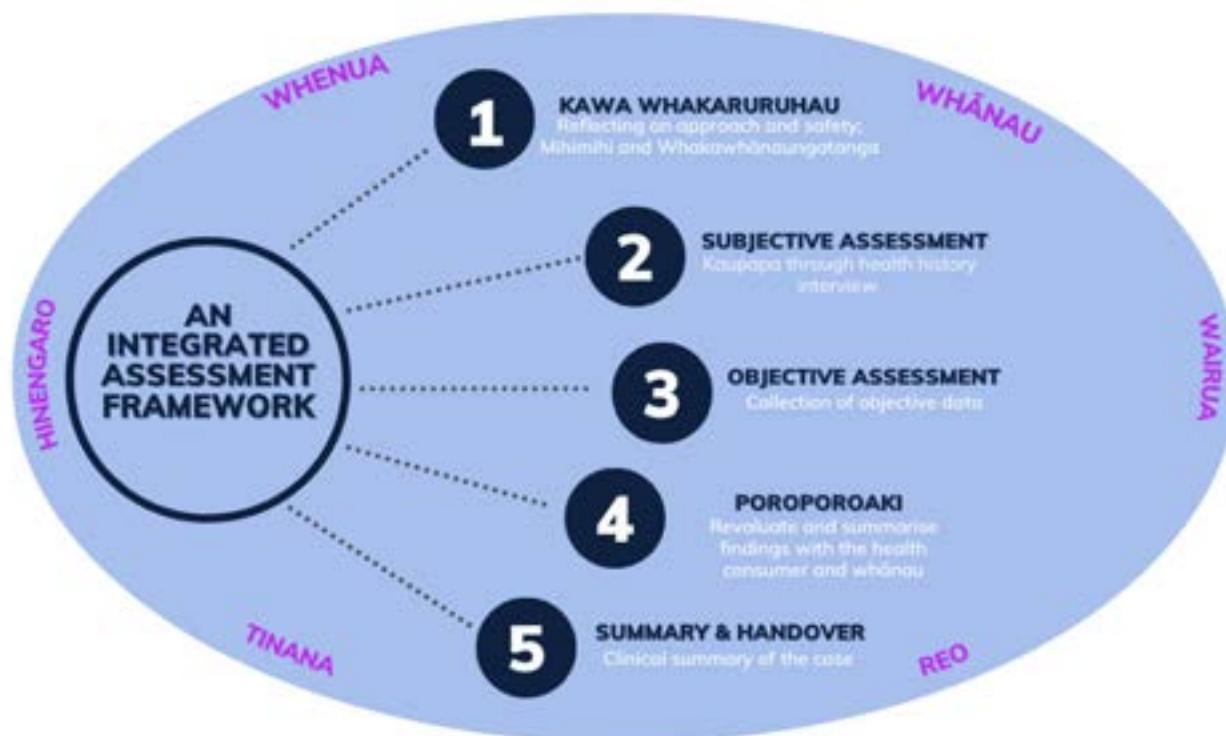 WHENUA
WHĀNAU
HINENGARO
WAIRUA
TINANA
REO
AN
INTEGRATED
ASSESSMENT
FRAMEWORK
1
KAWA WHAKARURUHAU
Reflecting on approach and safety;
Mihimihi and Whakawhānaungatanga
2
SUBJECTIVE ASSESSMENT
Kaupapa through health history
interview
3
OBJECTIVE ASSESSMENT
Collection of objective data
4
POROPOROAKI
Revaluate and summarise
findings with the health
consumer and whānau
5
SUMMARY & HANDOVER
Clinical summary of the case